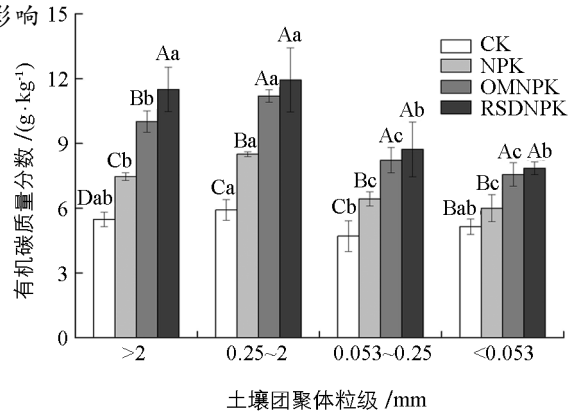 影响
15
12
9
6
3
0
有机碳质量分数 /(g·kg⁻¹)
CK
NPK
OMNPK
RSDNPK
Dab
Cb
Bb
Aa
Ca
Ba
Aa
Aa
Cb
Bc
Ac
Ab
Bab
Bc
Ac
Ab
>2
0.25~2
0.053~0.25
<0.053
土壤团聚体粒级 /mm